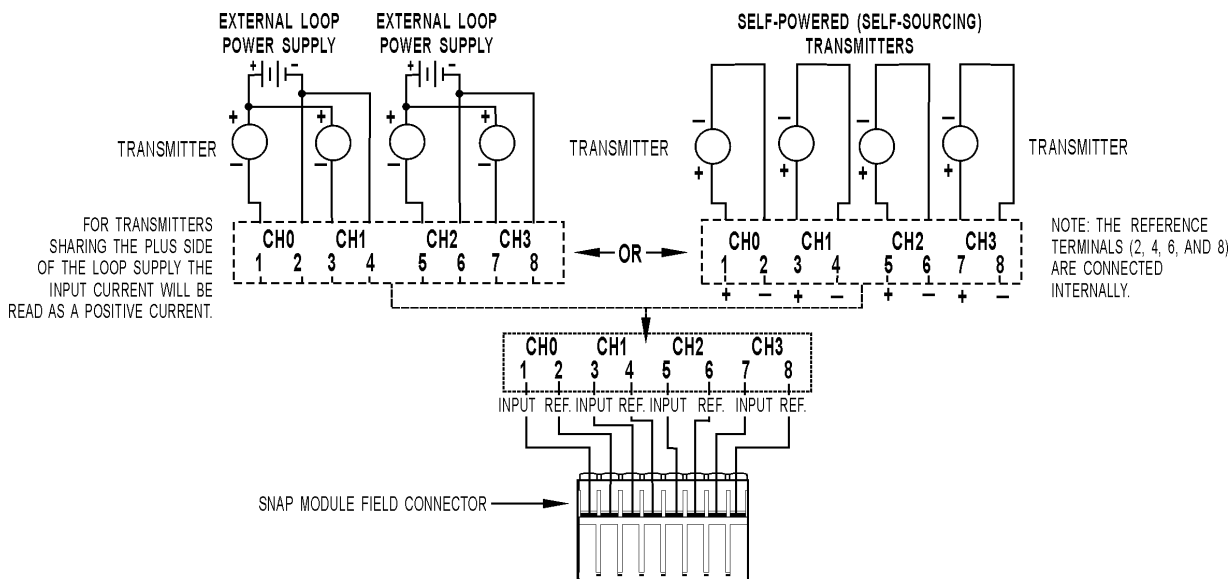 EXTERNAL LOOP
POWER SUPPLY
EXTERNAL LOOP
POWER SUPPLY
SELF-POWERED (SELF-SOURCING)
TRANSMITTERS
+ -
+ -
+ + + +
- - - -
TRANSMITTER
- - - -
+ + + +
TRANSMITTER
TRANSMITTER
FOR TRANSMITTERS
SHARING THE PLUS SIDE
OF THE LOOP SUPPLY THE
INPUT CURRENT WILL BE
READ AS A POSITIVE CURRENT.
CH0 CH1 CH2 CH3
1 2 3 4 5 6 7 8
OR
CH0 CH1 CH2 CH3
1 2 3 4 5 6 7 8
+ - + - + - + -
NOTE: THE REFERENCE
TERMINALS (2, 4, 6, AND 8)
ARE CONNECTED
INTERNALLY.
CH0 CH1 CH2 CH3
1 2 3 4 5 6 7 8
INPUT REF. INPUT REF. INPUT REF. INPUT REF.
SNAP MODULE FIELD CONNECTOR